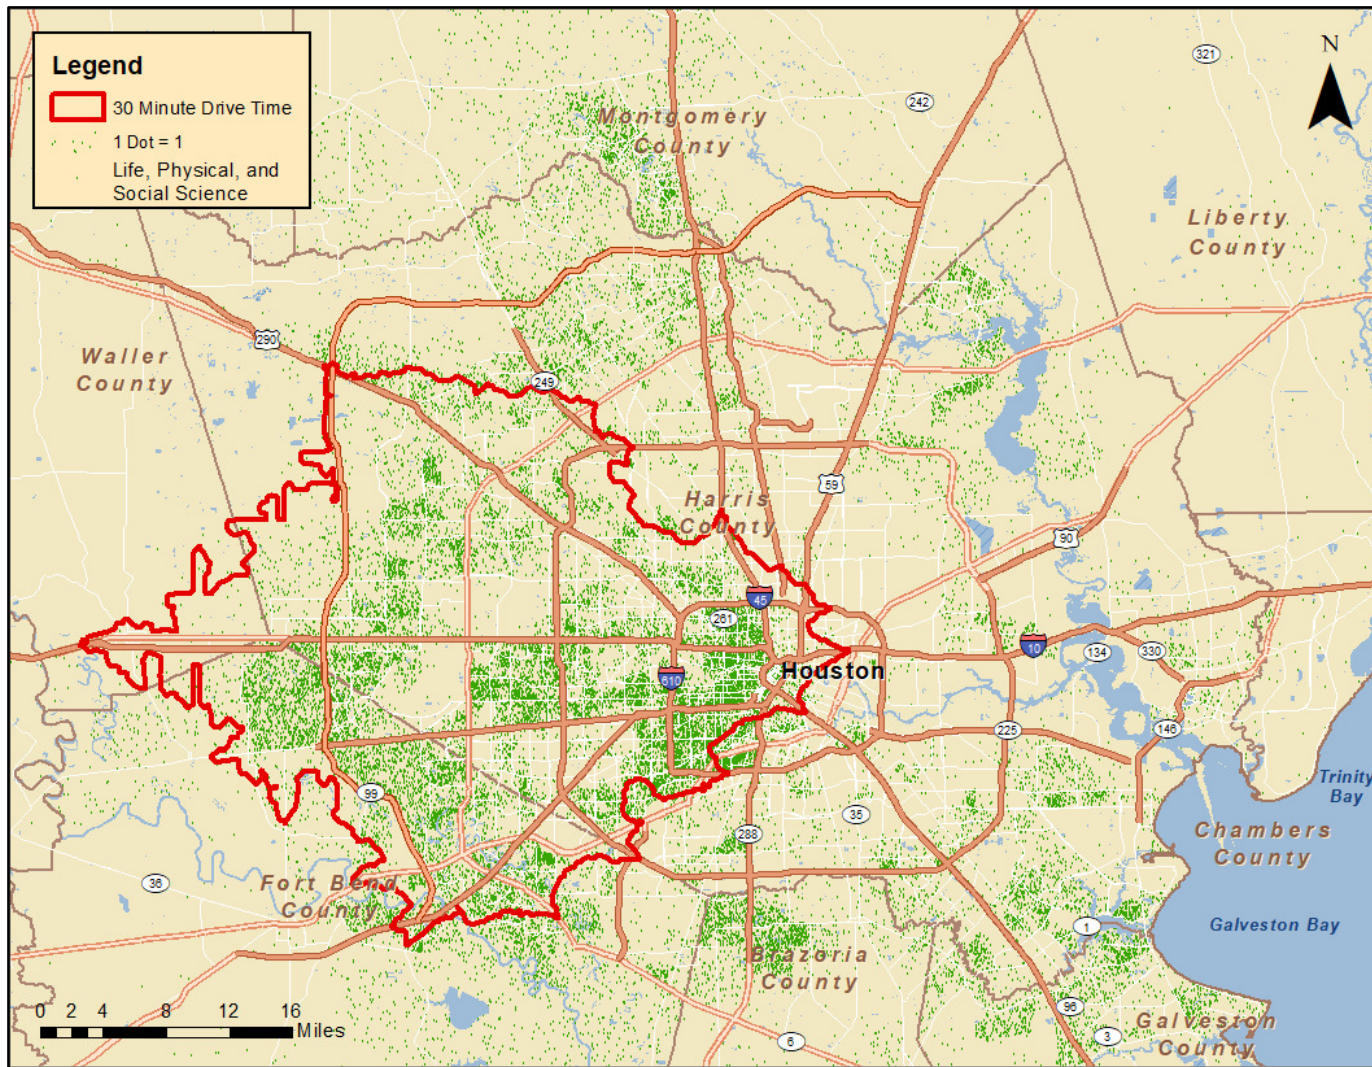 Legend
30 Minute Drive Time
1 Dot = 1
Life, Physical, and
Social Science
N
321
242
Montgomery
County
Liberty
County
290
Waller
County
249
59
Harris
County
90
45
261
10
134
330
610
Houston
146
225
Trinity
Bay
99
35
288
Chambers
County
36
Fort Bend
County
1
Galveston Bay
Brazoria
County
96
0 2 4 8 12 16
Miles
Galveston
County
3
6